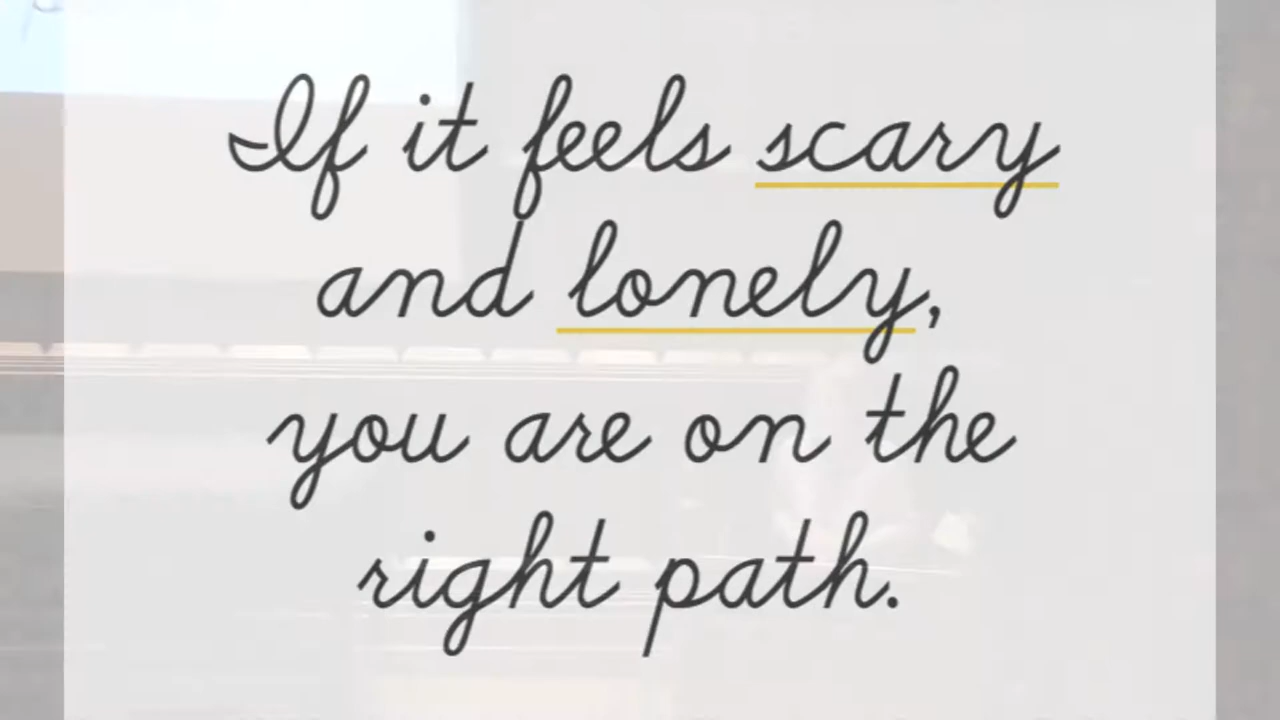 If it feels scary
and lonely,
you are on the
right path.